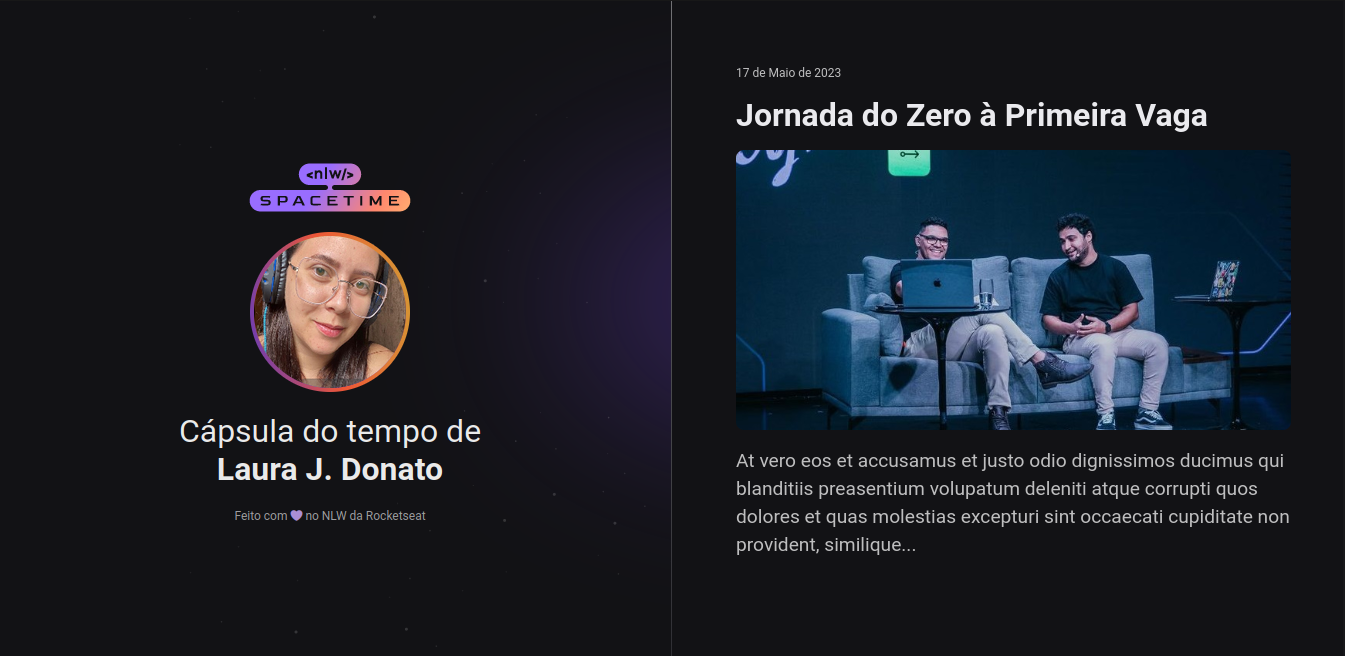 <nlw/>
SPACETIME
Cápsula do tempo de
Laura J. Donato
Feito com 💜 no NLW da Rocketseat
17 de Maio de 2023
Jornada do Zero à Primeira Vaga
At vero eos et accusamus et justo odio dignissimos ducimus qui
blanditiis preasentium volupatum deleniti atque corrupti quos
dolores et quas molestias excepturi sint occaecati cupiditate non
provident, similique...